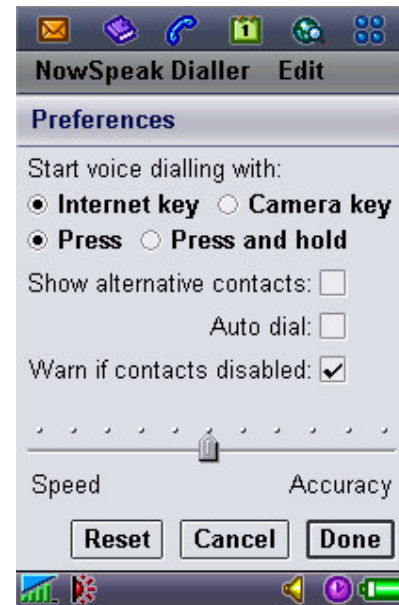 1
NowSpeak Dialler Edit
Preferences
Start voice dialling with:
Internet key Camera key
Press Press and hold
Show alternative contacts:
Auto dial:
Warn if contacts disabled:
Speed Accuracy
Reset Cancel Done